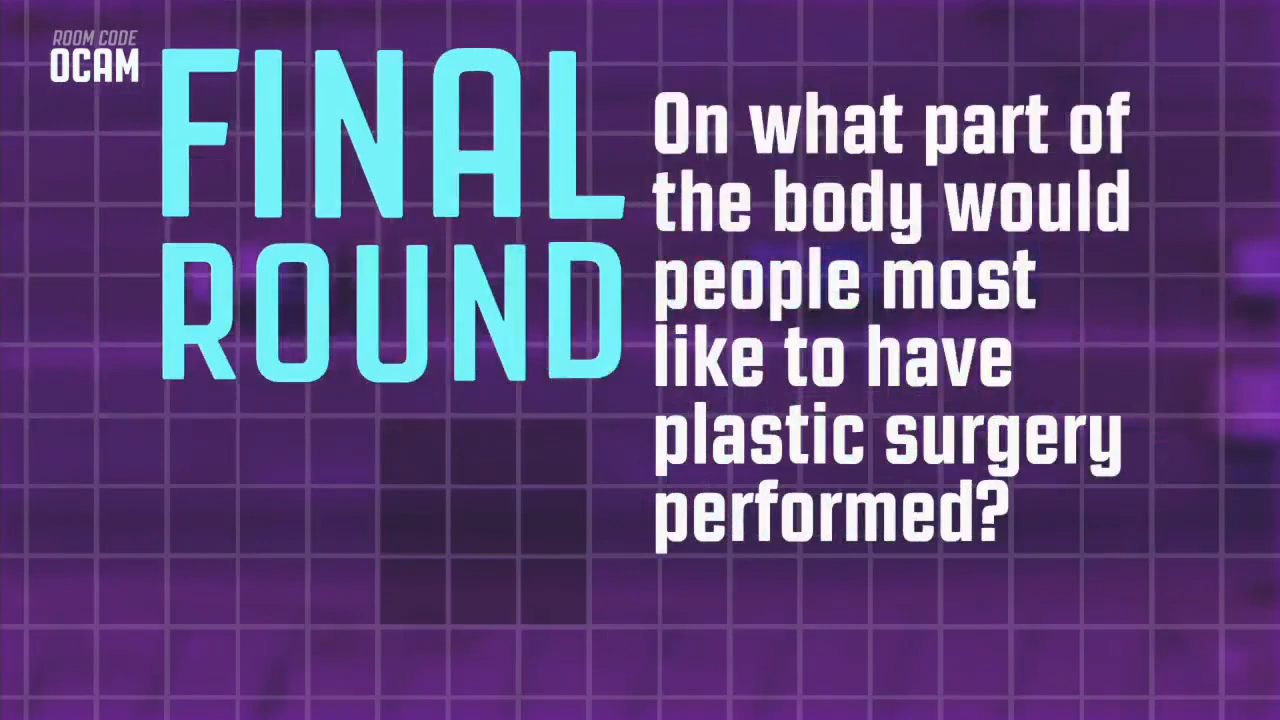 ROOM CODE
OCAM
FINAL
ROUND
On what part of
the body would
people most
like to have
plastic surgery
performed?